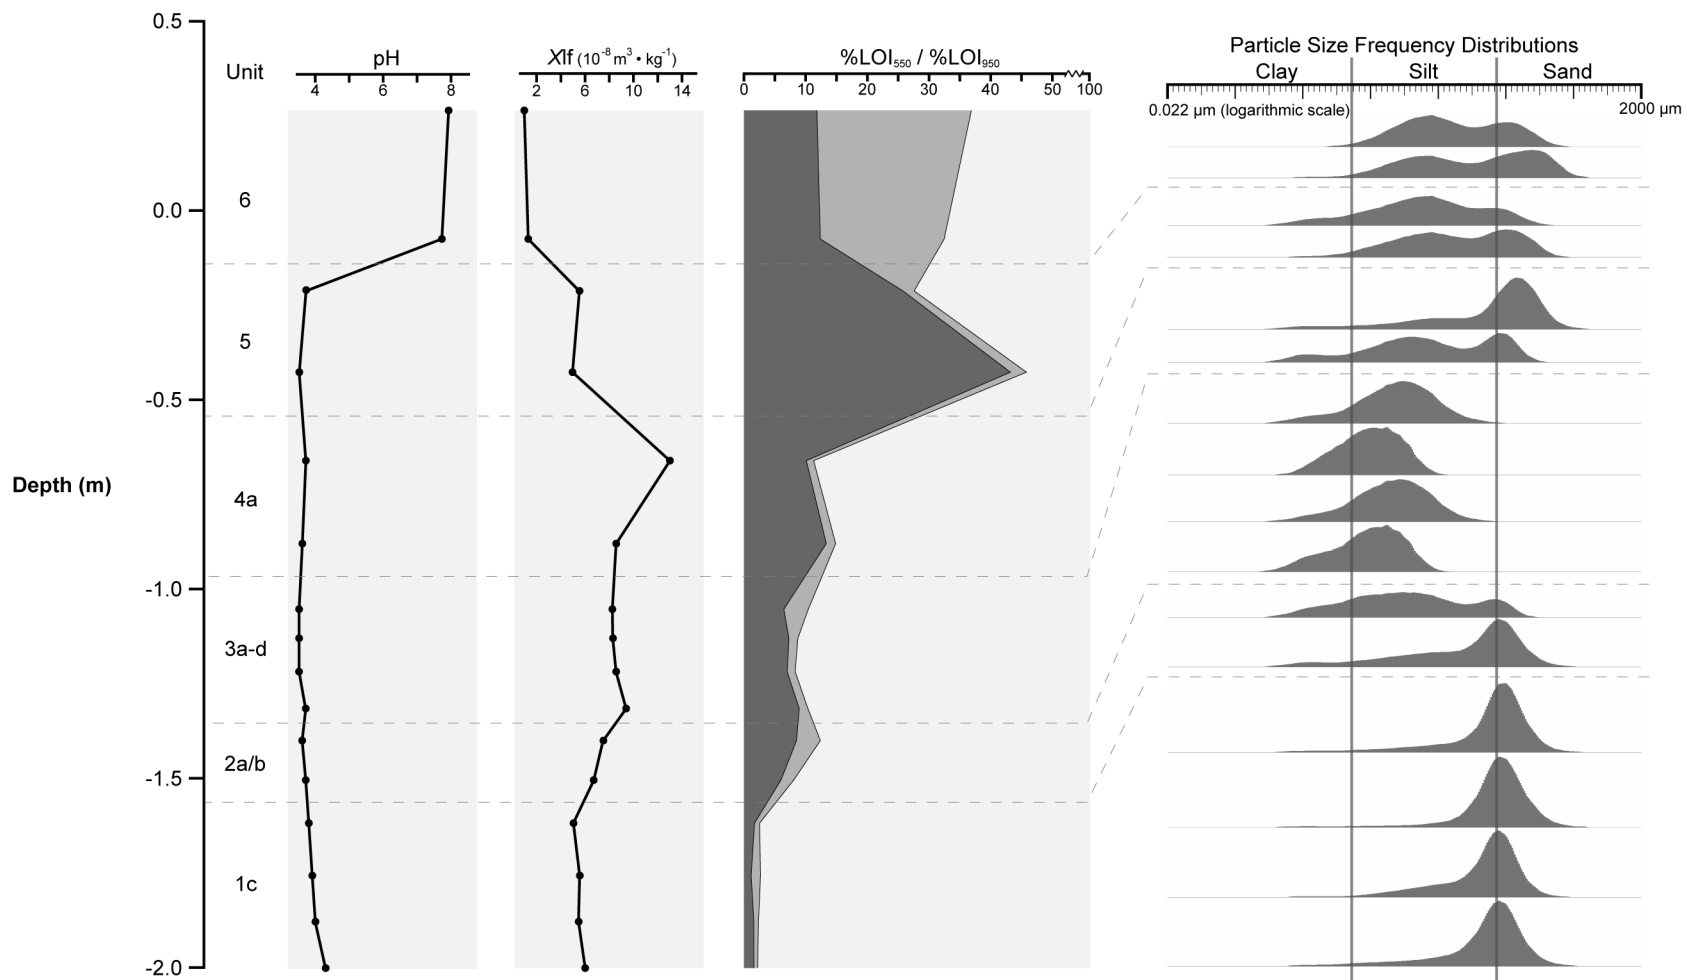 0.5
0.0
-0.5
-1.0
-1.5
-2.0
Depth (m)
Unit
6
5
4a
3a-d
2a/b
1c
pH
4 6 8
Xlf (10⁻⁸ m³ • kg⁻¹)
2 6 10 14
%LOI₅₅₀ / %LOI₉₅₀
0 10 20 30 40 50 100
Particle Size Frequency Distributions
Clay Silt Sand
0.022 µm (logarithmic scale) 2000 µm